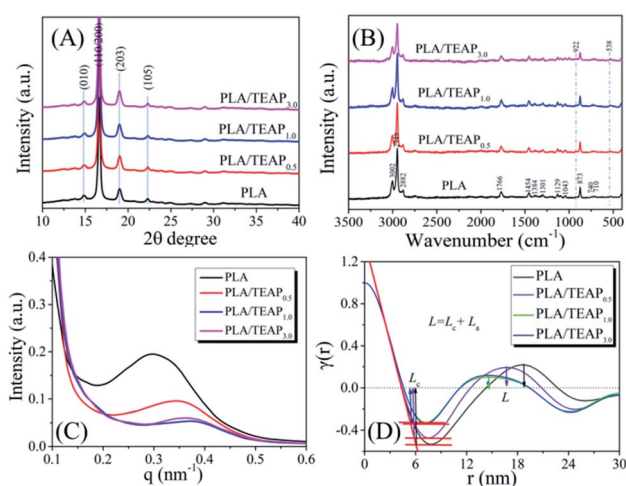 (A)
(010)
(110/200)
(203)
(105)
PLA/TEAP3.0
PLA/TEAP1.0
PLA/TEAP0.5
PLA
Intensity (a.u.)
10 15 20 25 30 35 40
2θ degree
(B)
922
538
PLA/TEAP3.0
PLA/TEAP1.0
PLA/TEAP0.5
PLA
3002
2882
1766
1454
1384
1301
1129
1043
873
740
710
Intensity (a.u.)
3500 3000 2500 2000 1500 1000 500
Wavenumber (cm-1)
0.4
0.3
0.2
0.1
0.0
Intensity (a.u.)
PLA
PLA/TEAP0.5
PLA/TEAP1.0
PLA/TEAP3.0
(C)
0.1 0.2 0.3 0.4 0.5 0.6
q (nm-1)
1.2
0.8
0.4
0.0
-0.4
γ(r)
PLA
PLA/TEAP0.5
PLA/TEAP1.0
PLA/TEAP3.0
L=Lc+ La
Lc
L
(D)
0 6 12 18 24 30
r (nm)